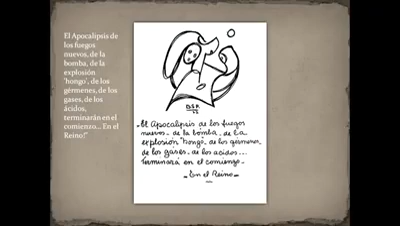 El Apocalipsis de
los fuegos
nuevos, de la
bomba, de la
explosión
'hongo', de los
gérmenes, de los
gases, de los
ácidos,
terminarán en el
comienzo... En el
Reino!"
"El Apocalipsis de los fuegos
nuevos - de la bomba - de la
explosión "hongo - de los gérmenes
de los gases - de los ácidos...
Terminará en el comienzo -
En el Reino -